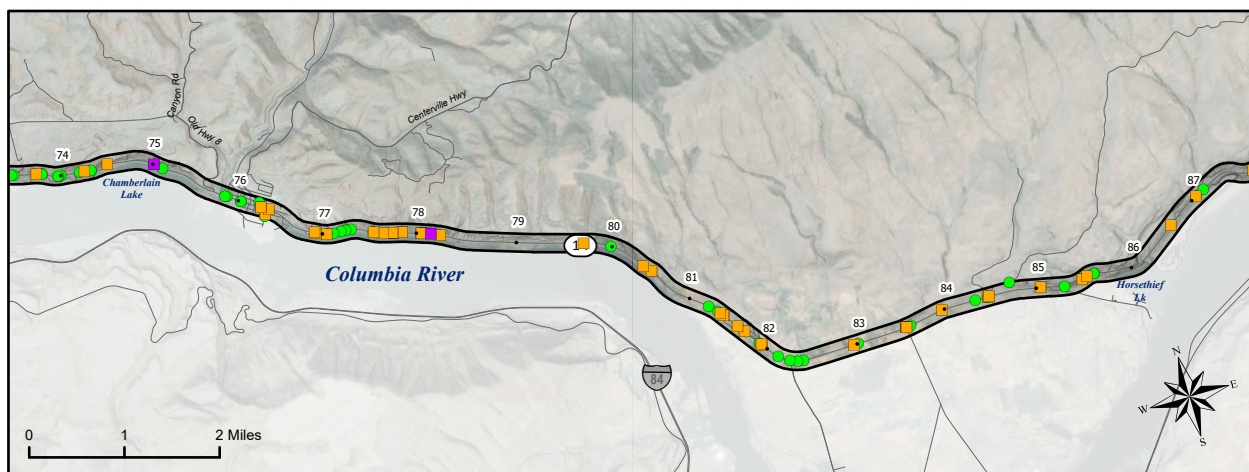 Canyon Rd
Old Hwy 8
Centerville Hwy
74
75
76
77
78
79
80
81
82
83
84
85
86
87
Chamberlain
Lake
Columbia River
Horsethief
Lk
84
0 1 2 Miles
N
E
W
S